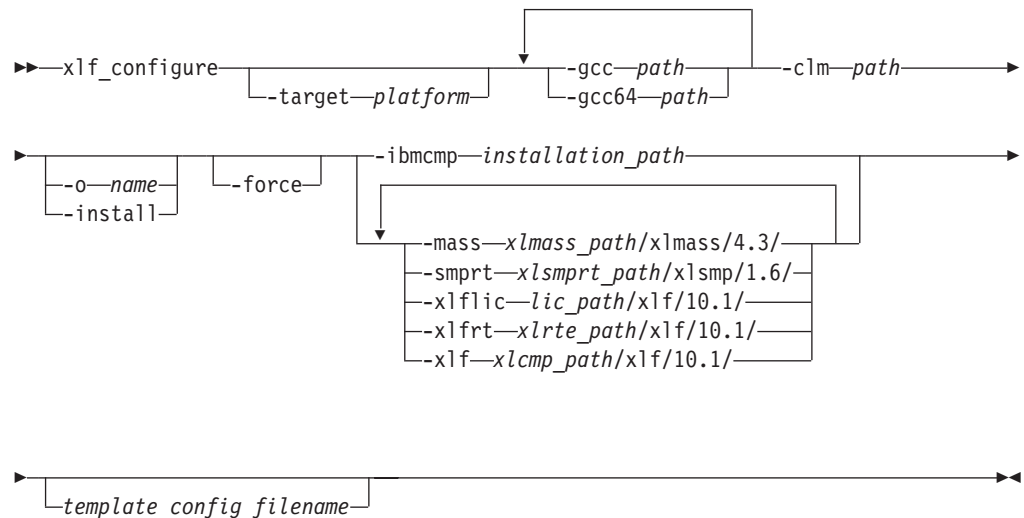 xlf_configure -gcc path -clm path
-target platform -gcc64 path
-ibmcmp installation_path
-o name -force
-install
-mass xlmass_path/xlmass/4.3/
-smprt xlsmprt_path/xlsmp/1.6/
-xlflic lic_path/xlf/10.1/
-xlfrt xlrte_path/xlf/10.1/
-xlf xlcmp_path/xlf/10.1/
template config filename